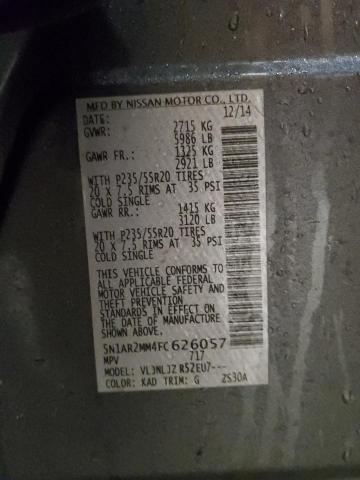 MFD BY NISSAN MOTOR CO., LTD.
DATE: 12/14
GVWR: 2715 KG
5986 LB
GAWR FR.: 1325 KG
2921 LB
WITH P235/55R20 TIRES
20 X 7.5 RIMS AT 35 PSI
COLD SINGLE
GAWR RR.: 1415 KG
3120 LB
WITH P235/55R20 TIRES
20 X 7.5 RIMS AT 35 PSI
COLD SINGLE
THIS VEHICLE CONFORMS TO
ALL APPLICABLE FEDERAL
MOTOR VEHICLE SAFETY AND
THEFT PREVENTION
STANDARDS IN EFFECT ON
THE DATE OF MANUFACTURE
SHOWN ABOVE.
5N1AR2MM4FC626057
MPV 717
MODEL: VLJNLJZ R52EU7---
COLOR: KAD TRIM: G ZS30A